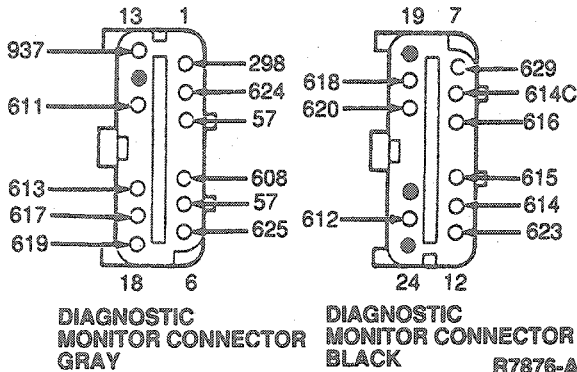 13 1
937 298
624
611 57
613 608
617 57
619 625
18 6
DIAGNOSTIC
MONITOR CONNECTOR
GRAY
19 7
618 629
620 614C
616
615
614
612 623
24 12
DIAGNOSTIC
MONITOR CONNECTOR
BLACK
R7876-A